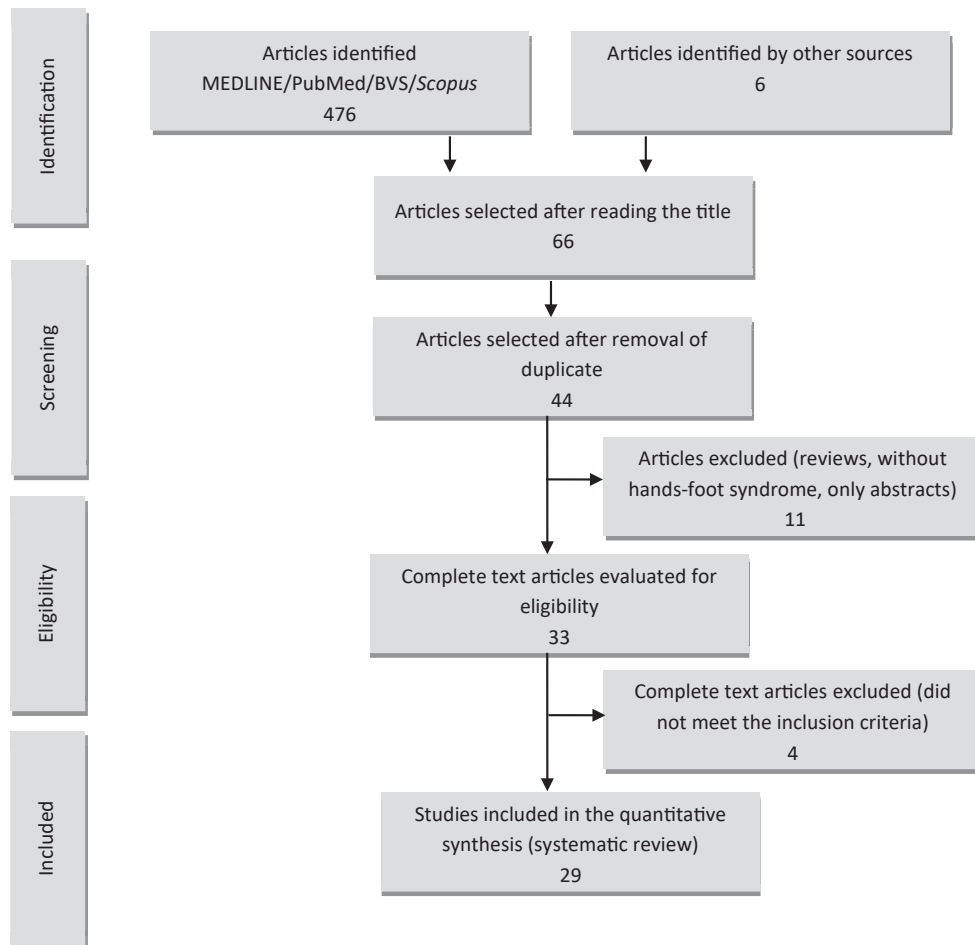 Identification
Articles identified
MEDLINE/PubMed/BVS/Scopus
476
Articles identified by other sources
6
Articles selected after reading the title
66
Screening
Articles selected after removal of
duplicate
44
Articles excluded (reviews, without
hands-foot syndrome, only abstracts)
11
Eligibility
Complete text articles evaluated for
eligibility
33
Complete text articles excluded (did
not meet the inclusion criteria)
4
Included
Studies included in the quantitative
synthesis (systematic review)
29